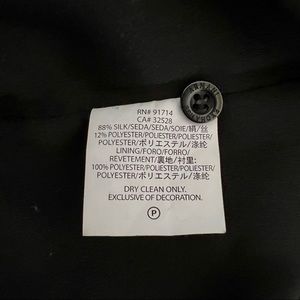 RN# 91714
CA# 32528
88% SILK/SEDA/SEDA/SOIE/絹/丝
12% POLYESTER/POLIESTER/POLIESTER/
POLYESTER/ポリエステル/涤纶
LINING/FORO/FORRO/
REVETEMENT/裏地/衬里:
100% POLYESTER/POLIESTER/POLIESTER/
POLYESTER/ポリエステル/涤纶
DRY CLEAN ONLY.
EXCLUSIVE OF DECORATION.
P
ARMANI